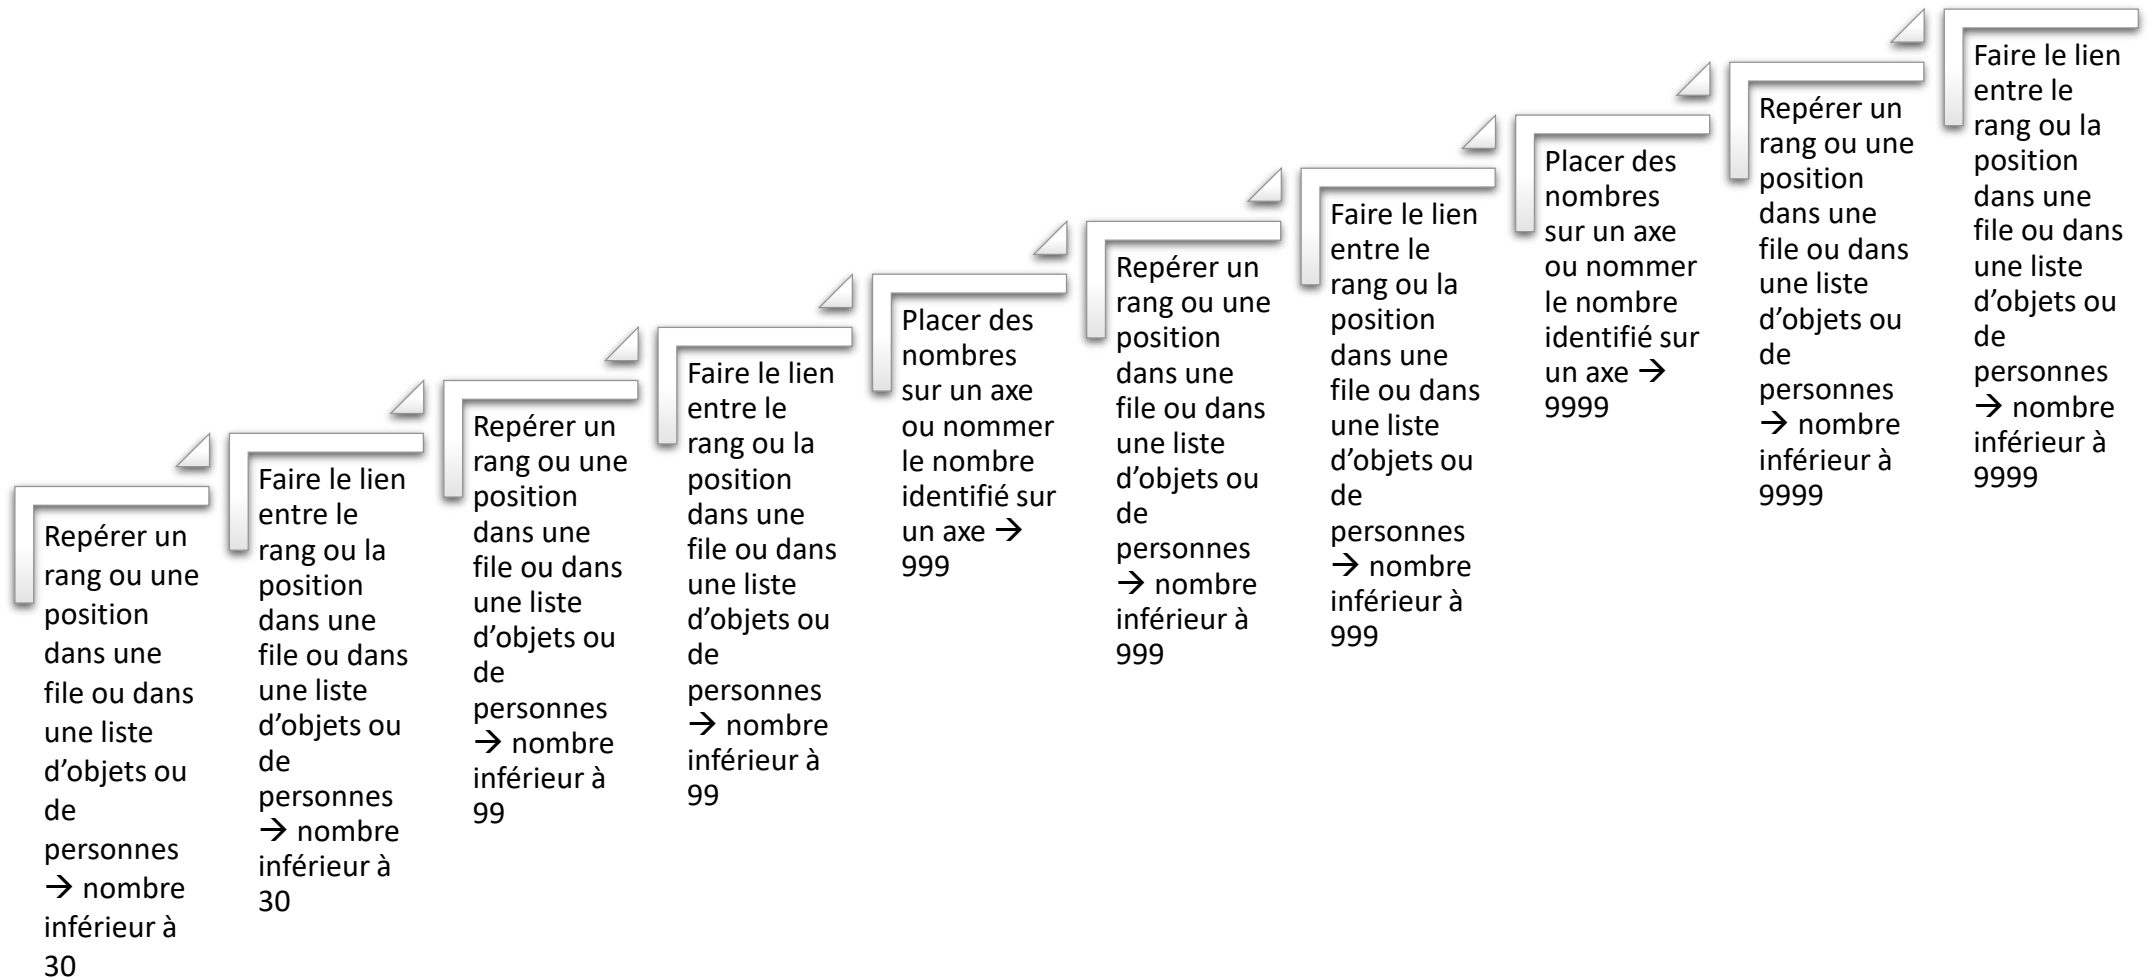 Repérer un
rang ou une
position
dans une
file ou dans
une liste
d’objets ou
de
personnes
→ nombre
inférieur à
30
Faire le lien
entre le
rang ou la
position
dans une
file ou dans
une liste
d’objets ou
de
personnes
→ nombre
inférieur à
30
Repérer un
rang ou une
position
dans une
file ou dans
une liste
d’objets ou
de
personnes
→ nombre
inférieur à
99
Faire le lien
entre le
rang ou la
position
dans une
file ou dans
une liste
d’objets ou
de
personnes
→ nombre
inférieur à
99
Placer des
nombres
sur un axe
ou nommer
le nombre
identifié sur
un axe →
999
Repérer un
rang ou une
position
dans une
file ou dans
une liste
d’objets ou
de
personnes
→ nombre
inférieur à
999
Faire le lien
entre le
rang ou la
position
dans une
file ou dans
une liste
d’objets ou
de
personnes
→ nombre
inférieur à
999
Placer des
nombres
sur un axe
ou nommer
le nombre
identifié sur
un axe →
9999
Repérer un
rang ou une
position
dans une
file ou dans
une liste
d’objets ou
de
personnes
→ nombre
inférieur à
9999
Faire le lien
entre le
rang ou la
position
dans une
file ou dans
une liste
d’objets ou
de
personnes
→ nombre
inférieur à
9999